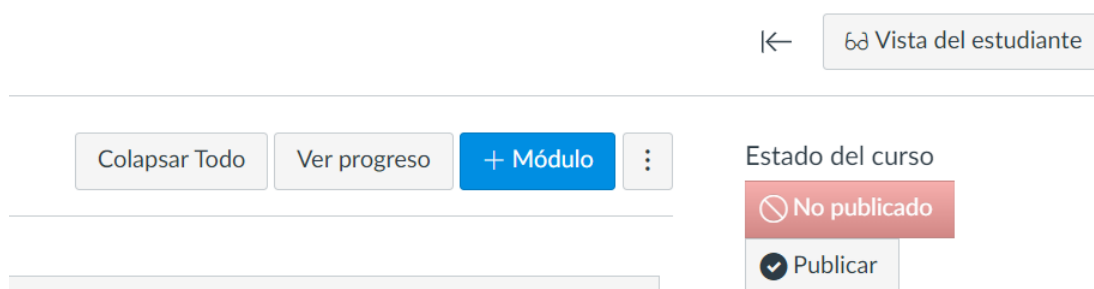 Vista del estudiante
Colapsar Todo
Ver progreso
+ Módulo
Estado del curso
No publicado
Publicar